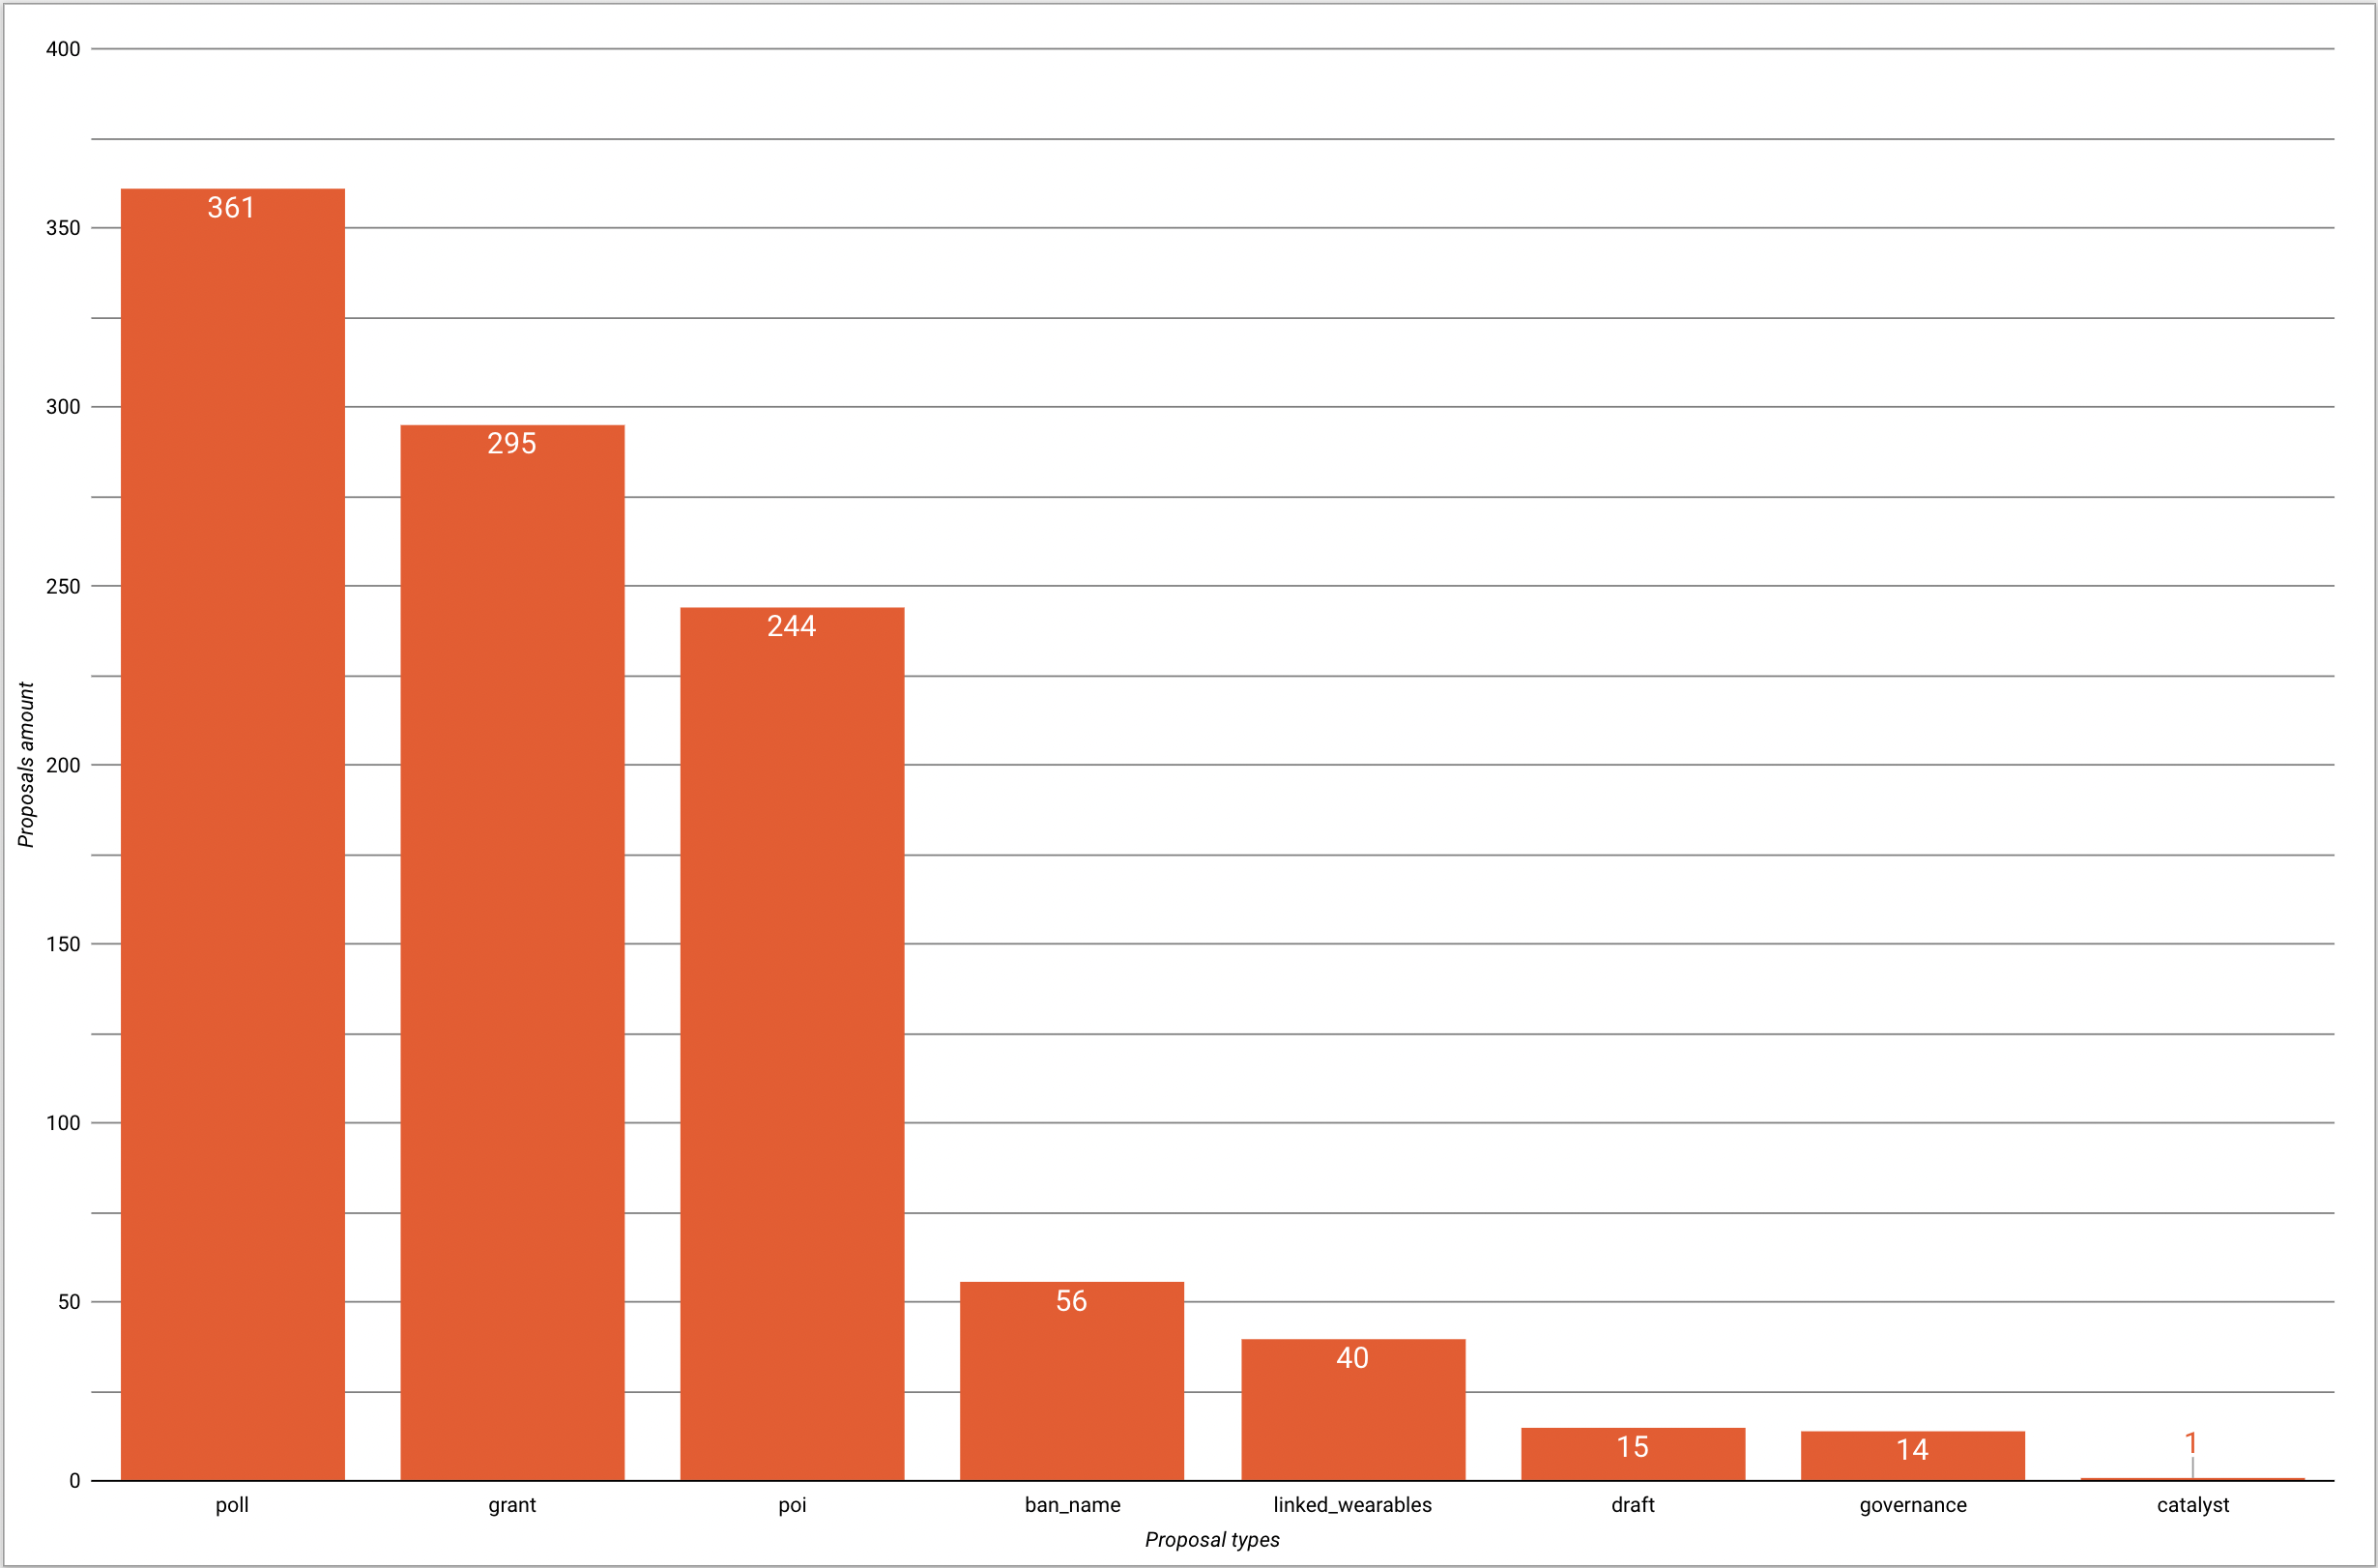 400
350
300
250
200
150
100
50
0
Proposals amount
361
295
244
56
40
15
14
1
poll
grant
poi
ban_name
linked_wearables
draft
governance
catalyst
Proposal types